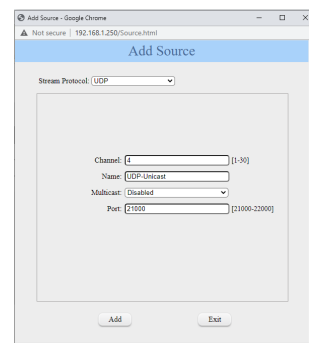 Add Source - Google Chrome
Not secure | 192.168.1.250/Source.html
Add Source
Stream Protocol: UDP
Channel: 4 [1-30]
Name: UDP-Unicast
Multicast: Disabled
Port: 21000 [21000-22000]
Add Exit